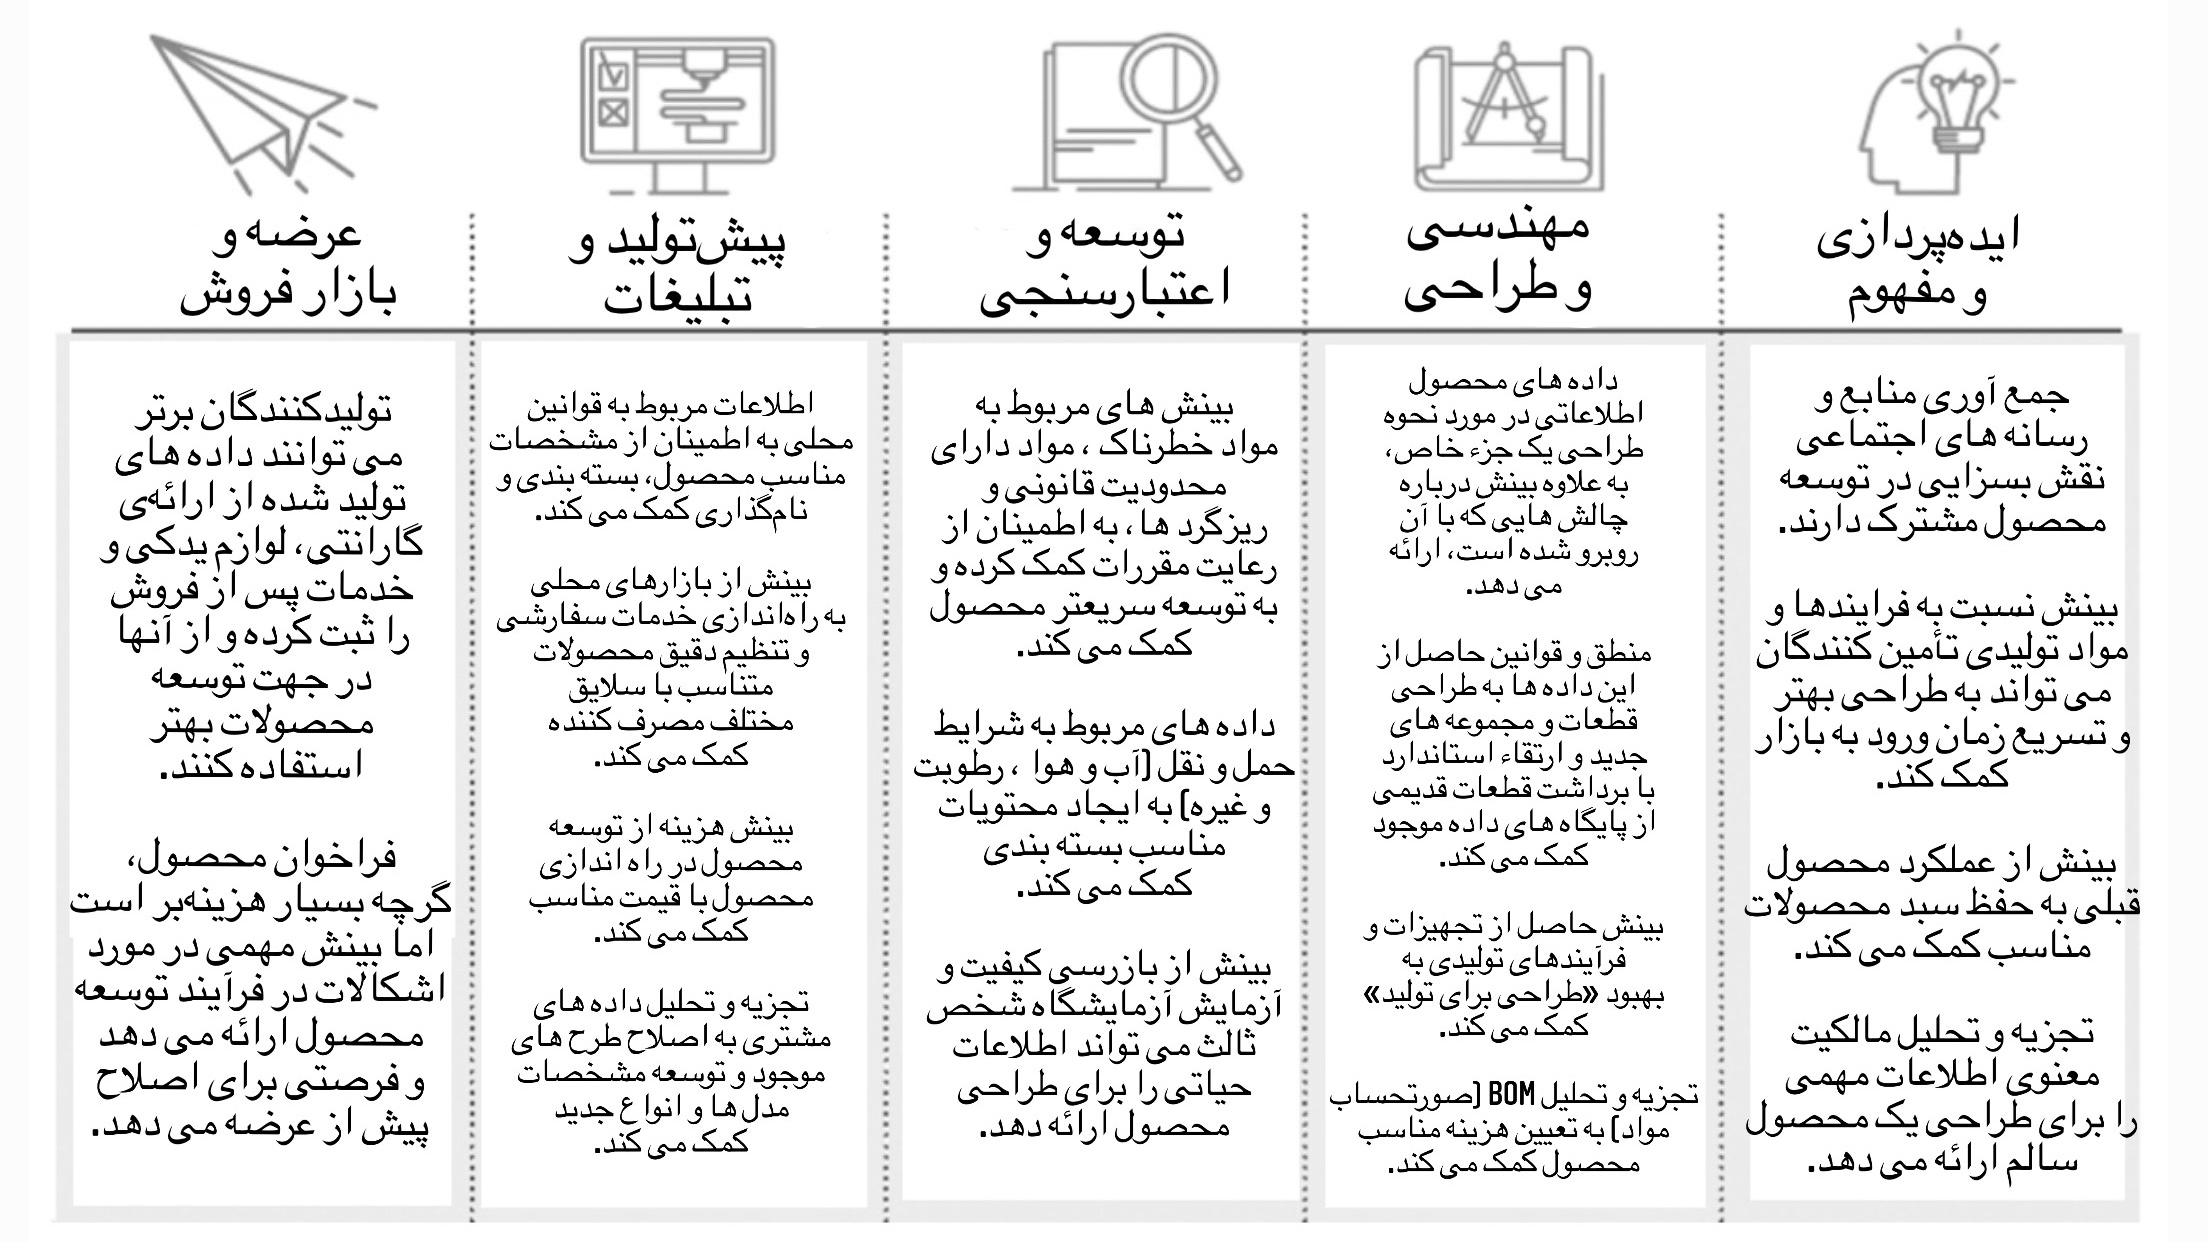 ایده‌پردازی
و مفهوم
جمع آوری منابع و
رسانه های اجتماعی
نقش بسزایی در توسعه
محصول مشترک دارند.
بینش نسبت به فرایندها و
مواد تولیدی تأمین کنندگان
می تواند به طراحی بهتر
و تسریع زمان ورود به بازار
کمک کند.
بینش از عملکرد محصول
قبلی به حفظ سبد محصولات
مناسب کمک می کند.
تجزیه و تحلیل مالکیت
معنوی اطلاعات مهمی
را برای طراحی یک محصول
سالم ارائه می دهد.
مهندسی
و طراحی
داده های محصول
اطلاعاتی در مورد نحوه
طراحی یک جزء خاص،
به علاوه بینش درباره
چالش هایی که با آن
روبرو شده است، ارائه
می دهد.
منطق و قوانین حاصل از
این داده ها به طراحی
قطعات و مجموعه های
جدید و ارتقاء استاندارد
با برداشت قطعات قدیمی
از پایگاه های داده موجود
کمک می کند.
بینش حاصل از تجهیزات و
فرآیندهای تولیدی به
بهبود «طراحی برای تولید»
کمک می کند.
تجزیه و تحلیل BOM (صورتحساب
مواد) به تعیین هزینه مناسب
محصول کمک می کند.
توسعه و
اعتبارسنجی
بینش های مربوط به
مواد خطرناک ، مواد دارای
محدودیت قانونی و
ریزگرد ها، به اطمینان از
رعایت مقررات کمک کرده و
به توسعه سریعتر محصول
کمک می کند.
داده های مربوط به شرایط
حمل و نقل (آب و هوا ، رطوبت
و غیره) به ایجاد محتویات
مناسب بسته بندی
کمک می کند.
بینش از بازرسی کیفیت و
آزمایش آزمایشگاه شخص
ثالث می تواند اطلاعات
حیاتی را برای طراحی
محصول ارائه دهد.
پیش‌تولید و
تبلیغات
اطلاعات مربوط به قوانین
محلی به اطمینان از مشخصات
مناسب محصول، بسته بندی و
نام‌گذاری کمک می کند.
بینش از بازارهای محلی
به راه‌اندازی خدمات سفارشی
و تنظیم دقیق محصولات
متناسب با سلایق
مختلف مصرف کننده
کمک می کند.
بینش هزینه از توسعه
محصول در راه اندازی
محصول با قیمت مناسب
کمک می کند.
تجزیه و تحلیل داده های
مشتری به اصلاح طرح های
موجود و توسعه مشخصات
مدل ها و انواع جدید
کمک می کند.
عرضه و
بازار فروش
تولیدکنندگان برتر
می توانند داده های
تولید شده از ارائه‌ی
گارانتی، لوازم یدکی و
خدمات پس از فروش
را ثبت کرده و از آنها
در جهت توسعه
محصولات بهتر
استفاده کنند.
فراخوان محصول،
گرچه بسیار هزینه‌بر است
اما بینش مهمی در مورد
اشکالات در فرآیند توسعه
محصول ارائه می دهد
و فرصتی برای اصلاح
پیش از عرضه می دهد.